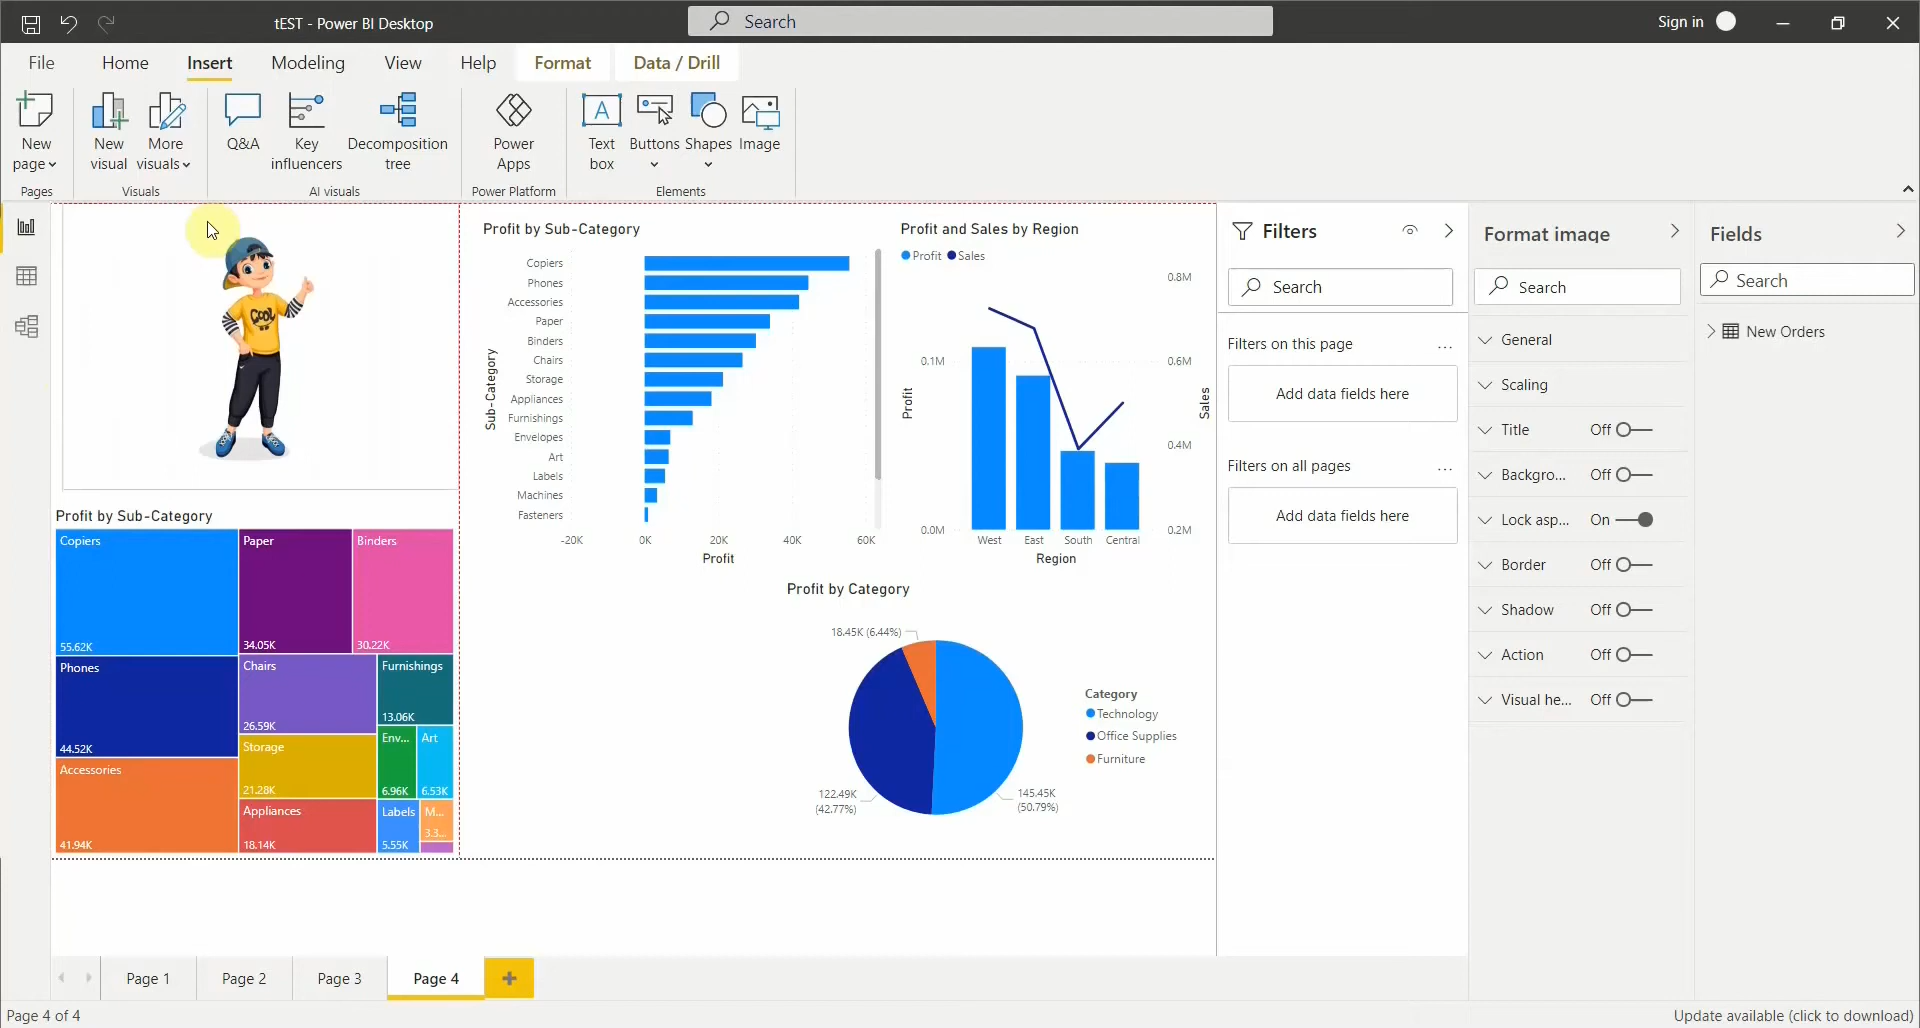 tEST - Power BI Desktop
Search
Sign in
File Home Insert Modeling View Help Format Data / Drill
New page
New visual
More visuals
Q&A
Key influencers
Decomposition tree
Power Apps
Text box
Buttons
Shapes
Image
Pages
Visuals
AI visuals
Power Platform
Elements
COOL
Profit by Sub-Category
Sub-Category
Copiers
Phones
Accessories
Paper
Binders
Chairs
Storage
Appliances
Furnishings
Envelopes
Art
Labels
Machines
Fasteners
-20K 0K 20K 40K 60K
Profit
Profit and Sales by Region
Profit Sales
Profit
0.1M
0.0M
0.8M
0.6M
0.4M
0.2M
Sales
West East South Central
Region
Profit by Sub-Category
Copiers
55.62K
Phones
44.52K
Accessories
41.94K
Paper
34.05K
Binders
30.22K
Chairs
26.59K
Storage
21.28K
Appliances
18.14K
Furnishings
13.06K
Env...
6.96K
Art
6.53K
Labels
5.55K
M...
3.3...
Profit by Category
18.45K (6.44%)
122.49K
(42.77%)
145.45K
(50.79%)
Category
Technology
Office Supplies
Furniture
Filters
Search
Filters on this page ...
Add data fields here
Filters on all pages ...
Add data fields here
Format image
Search
General
Scaling
Title Off
Backgro... Off
Lock asp... On
Border Off
Shadow Off
Action Off
Visual he... Off
Fields
Search
New Orders
Page 1 Page 2 Page 3 Page 4 +
Page 4 of 4
Update available (click to download)